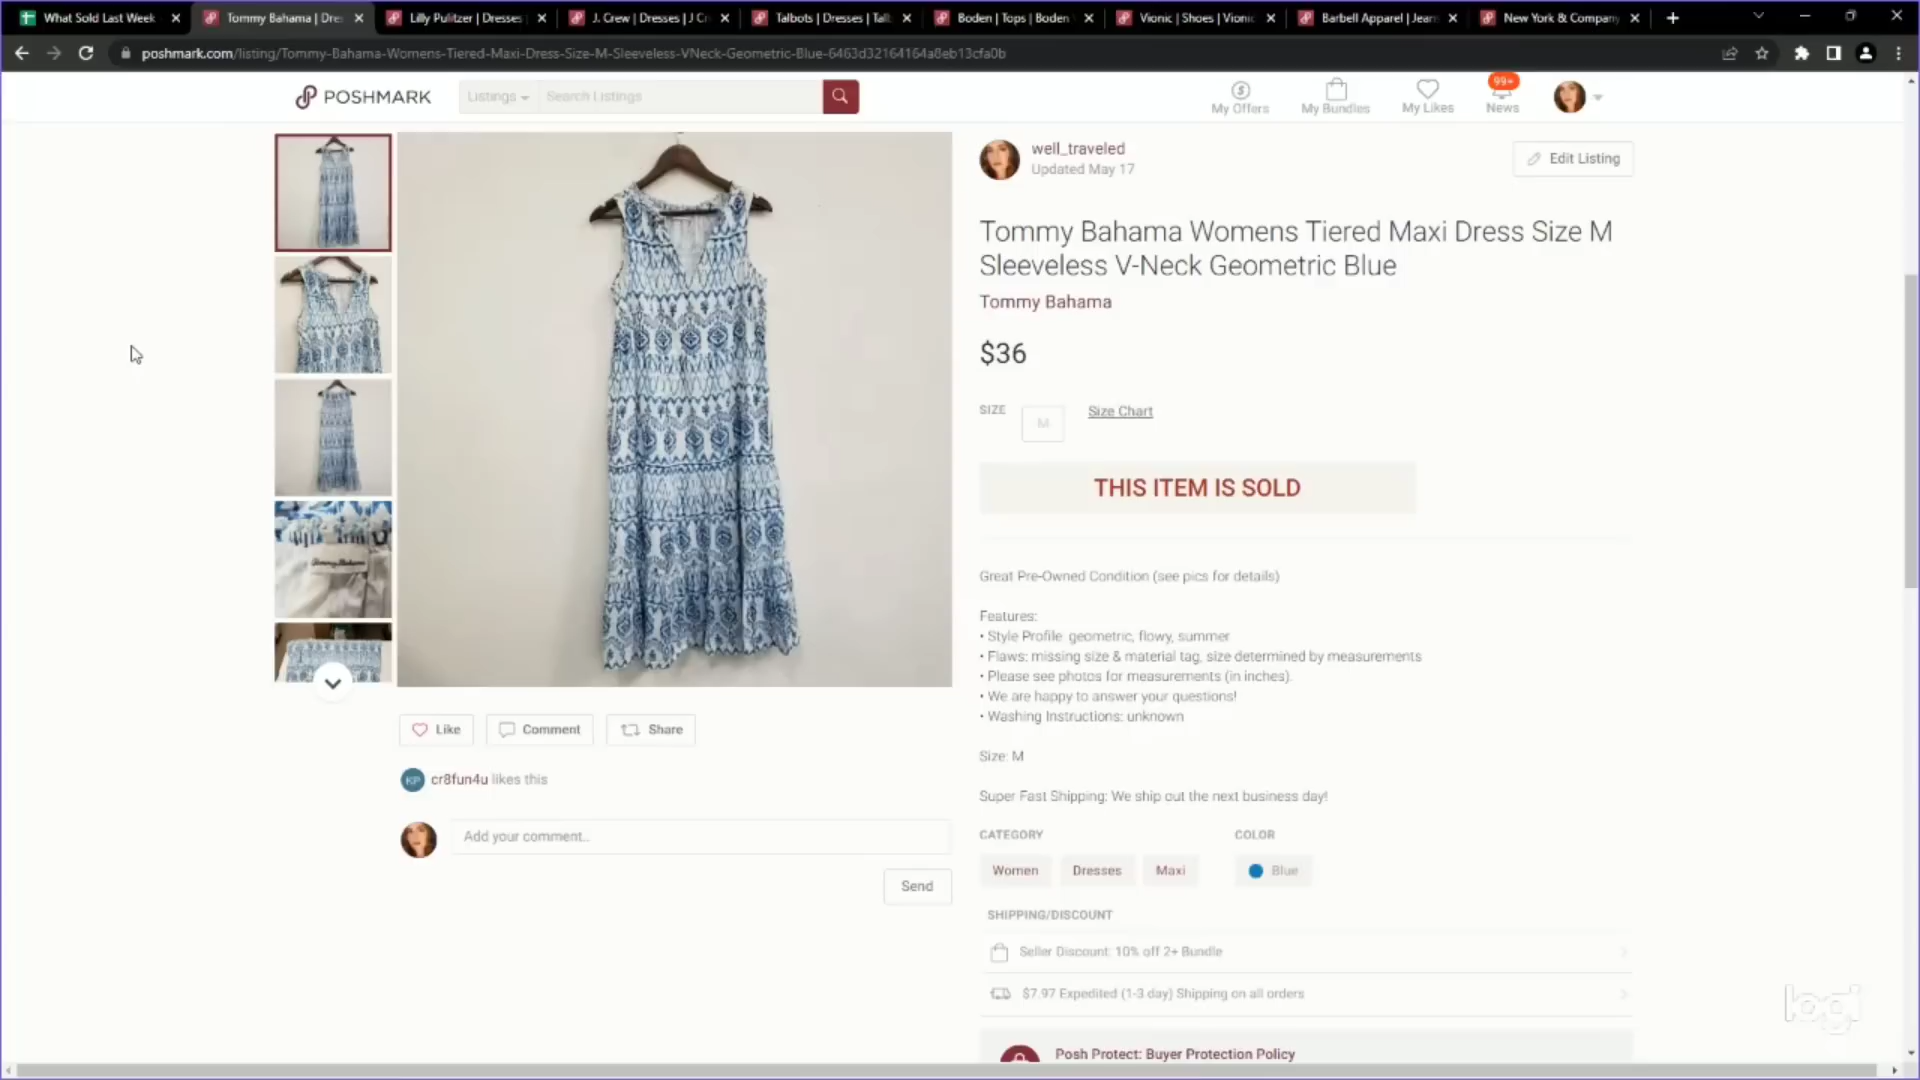 What Sold Last Week
Tommy Bahama | Dre
Lilly Pulitzer | Dresses
J. Crew | Dresses | J Cr
Talbots | Dresses | Tal
Boden | Tops | Boden
Vionic | Shoes | Vionic
Barbell Apparel | Jean
New York & Company
poshmark.com/listing/Tommy-Bahama-Womens-Tiered-Maxi-Dress-Size-M-Sleeveless-VNeck-Geometric-Blue-6463d32164164a8eb13cfa0b
POSHMARK
Listings
Search Listings
My Offers
My Bundles
My Likes
99+
News
well_traveled
Updated May 17
Edit Listing
Tommy Bahama Womens Tiered Maxi Dress Size M
Sleeveless V-Neck Geometric Blue
Tommy Bahama
$36
SIZE
M
Size Chart
THIS ITEM IS SOLD
Great Pre-Owned Condition (see pics for details)
Features:
• Style Profile geometric, flowy, summer
• Flaws: missing size & material tag, size determined by measurements
• Please see photos for measurements (in inches).
• We are happy to answer your questions!
• Washing Instructions: unknown
Size: M
Super Fast Shipping: We ship out the next business day!
CATEGORY
COLOR
Women
Dresses
Maxi
Blue
SHIPPING/DISCOUNT
Seller Discount: 10% off 2+ Bundle
$7.97 Expedited (1-3 day) Shipping on all orders
Posh Protect: Buyer Protection Policy
Tommy Bahama
Like
Comment
Share
KP
cr8fun4u likes this
Add your comment..
Send
logi